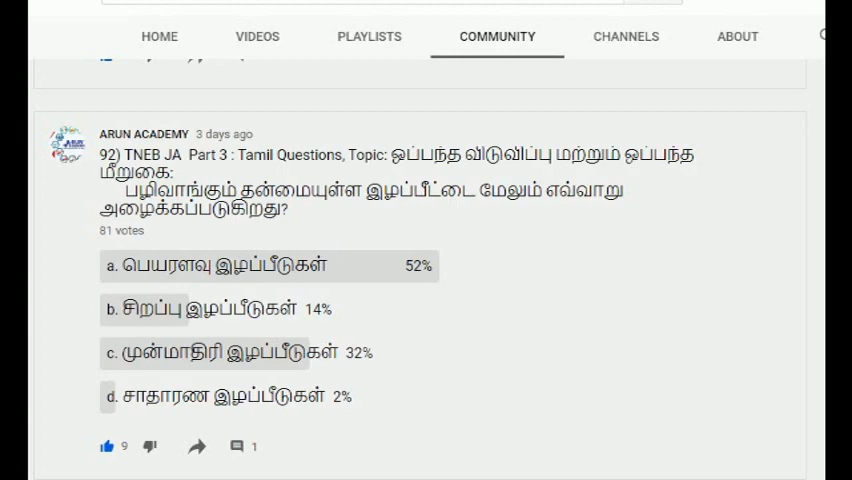 HOME VIDEOS PLAYLISTS COMMUNITY CHANNELS ABOUT
ARUN ACADEMY 3 days ago
92) TNEB JA Part 3 : Tamil Questions, Topic: ஒப்பந்த விடுவிப்பு மற்றும் ஒப்பந்த
மீறுகை:
பழிவாங்கும் தன்மையுள்ள இழப்பீட்டை மேலும் எவ்வாறு
அழைக்கப்படுகிறது?
81 votes
a. பெயரளவு இழப்பீடுகள் 52%
b. சிறப்பு இழப்பீடுகள் 14%
c. முன்மாதிரி இழப்பீடுகள் 32%
d. சாதாரண இழப்பீடுகள் 2%
9 1